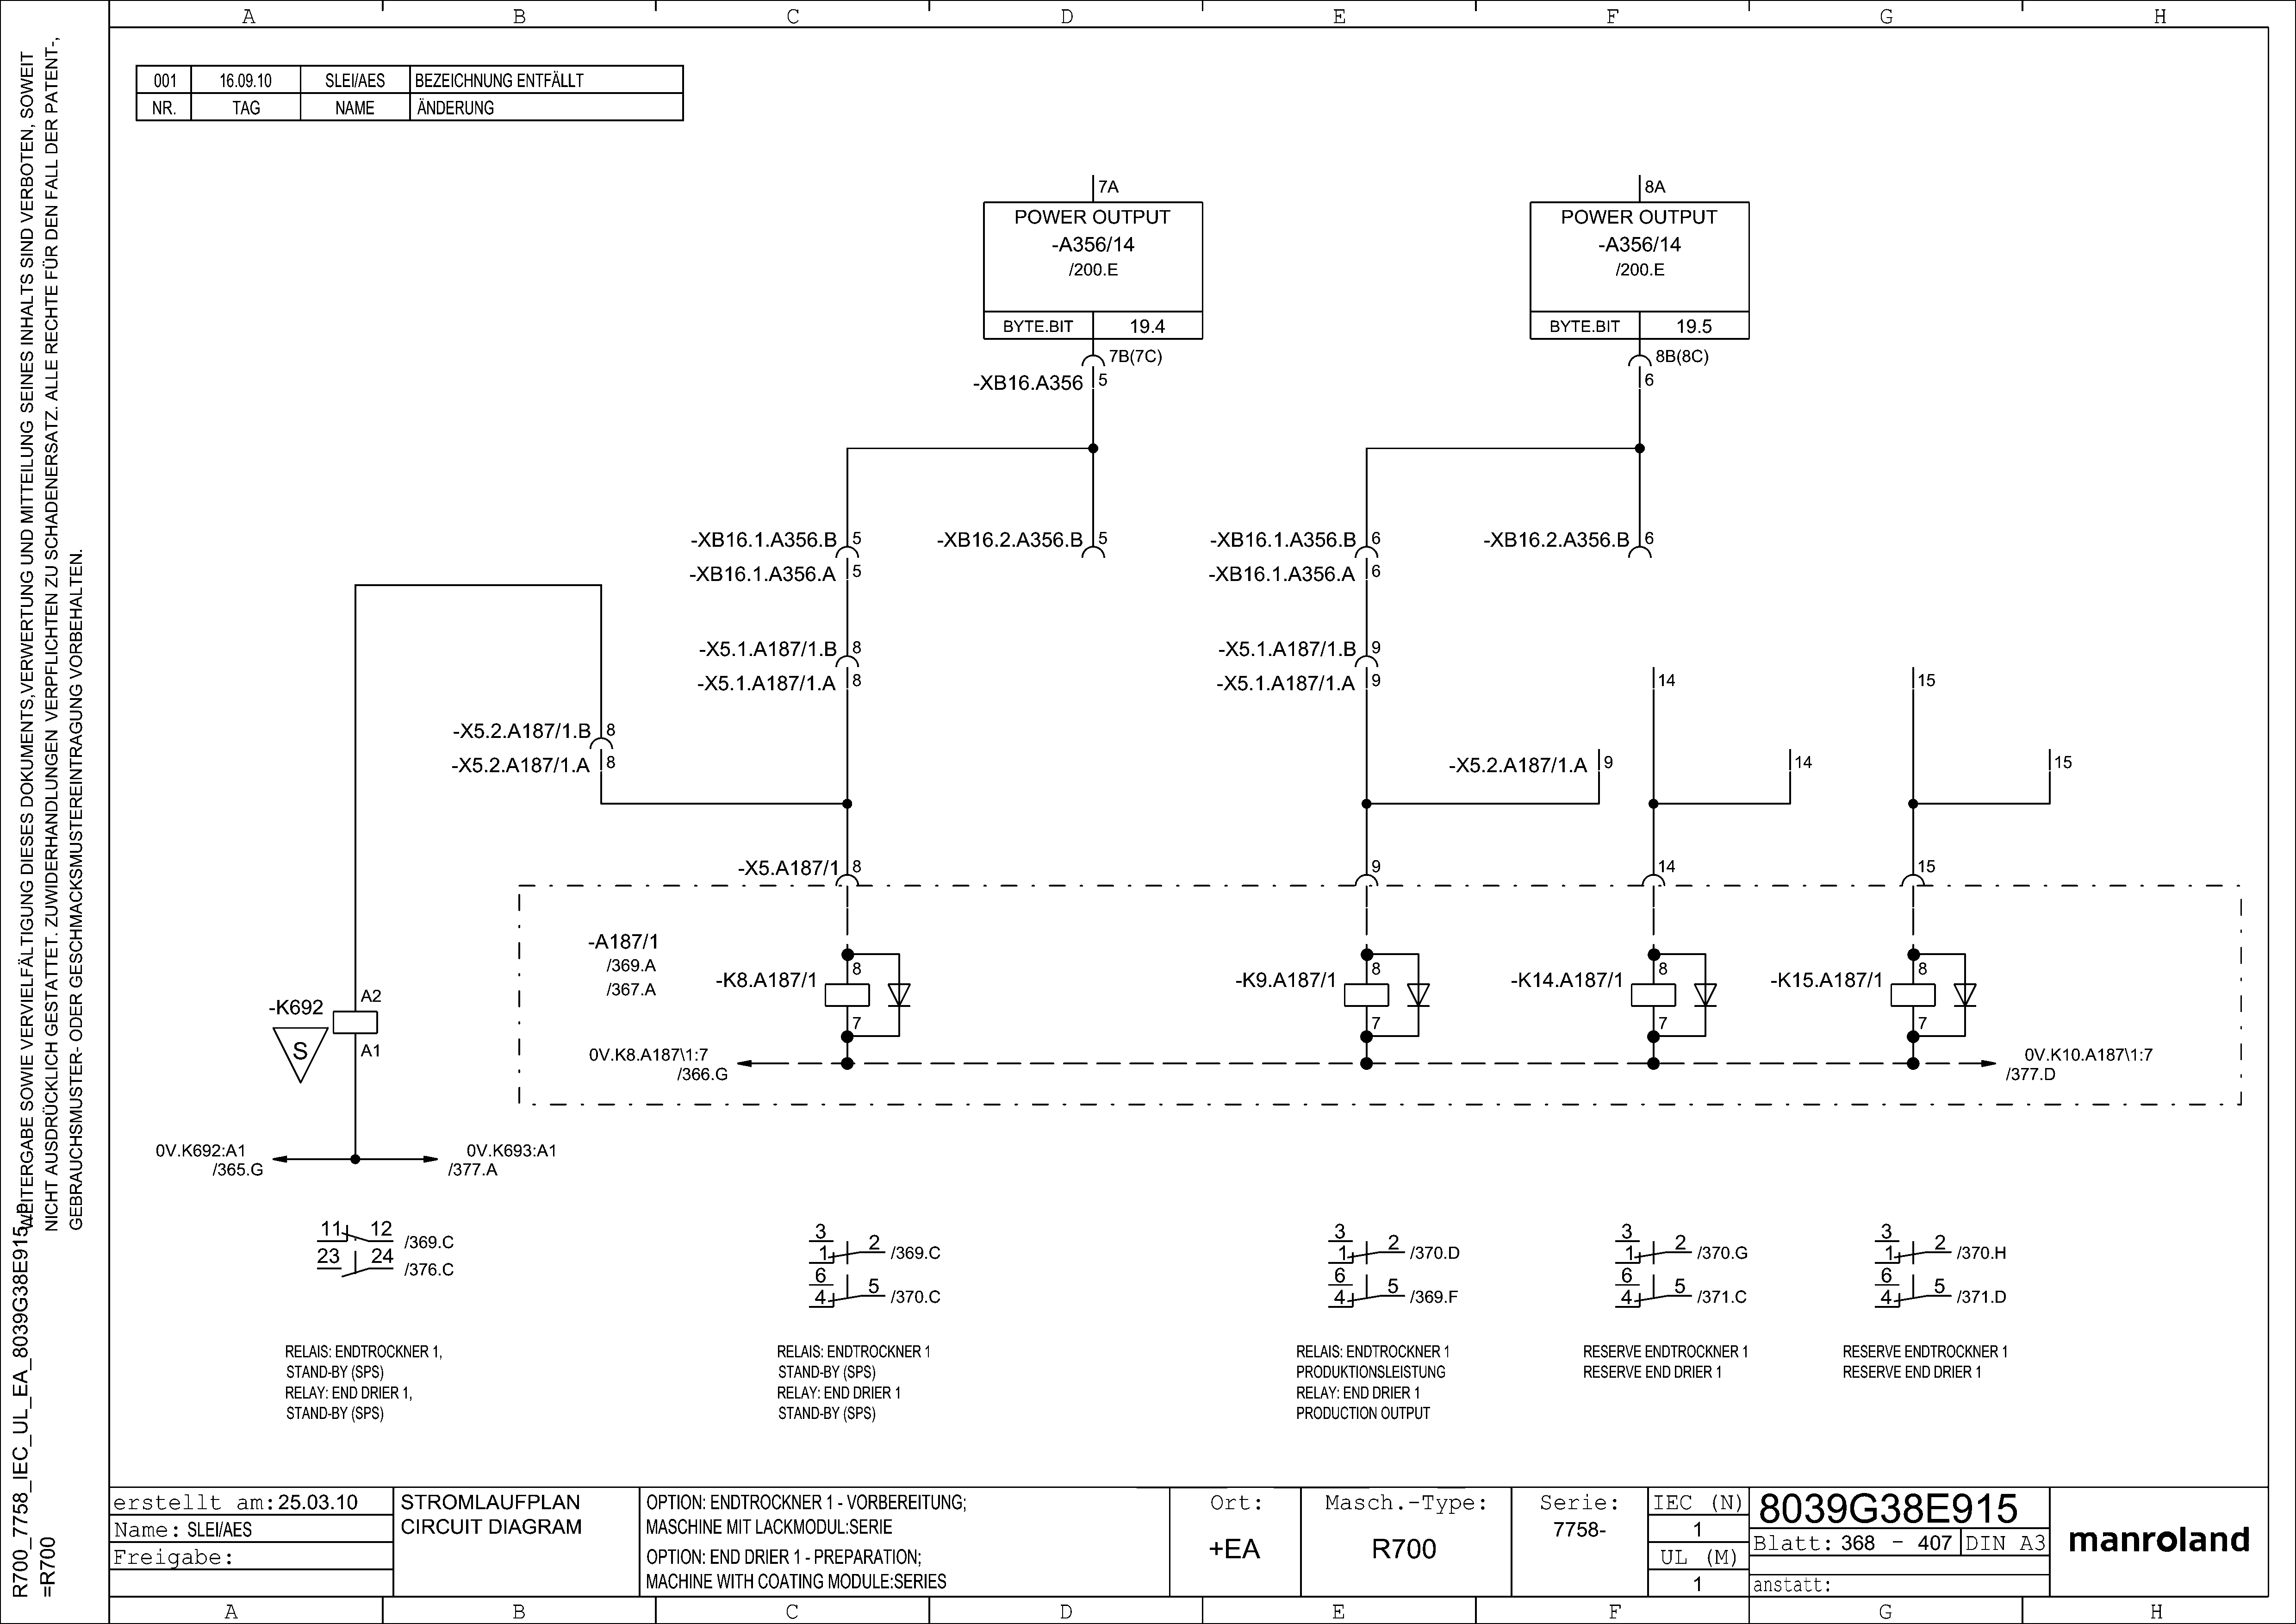 A B C D E F G H
WEITERGABE SOWIE VERVIELFÄLTIGUNG DIESES DOKUMENTS,VERWERTUNG UND MITTEILUNG SEINES INHALTS SIND VERBOTEN, SOWEIT
NICHT AUSDRÜCKLICH GESTATTET. ZUWIDERHANDLUNGEN VERPFLICHTEN ZU SCHADENERSATZ. ALLE RECHTE FÜR DEN FALL DER PATENT-,
GEBRAUCHSMUSTER- ODER GESCHMACKSMUSTEREINTRAGUNG VORBEHALTEN.
=R700
001 16.09.10 SLEI/AES BEZEICHNUNG ENTFÄLLT
NR. TAG NAME ÄNDERUNG
7A 8A
POWER OUTPUT POWER OUTPUT
-A356/14 -A356/14
/200.E /200.E
BYTE.BIT 19.4 BYTE.BIT 19.5
7B(7C) 8B(8C)
-XB16.A356 5 6
-XB16.1.A356.B 5 -XB16.2.A356.B 5 -XB16.1.A356.B 6 -XB16.2.A356.B 6
-XB16.1.A356.A 5 -XB16.1.A356.A 6
-X5.1.A187/1.B 8 -X5.1.A187/1.B 9
-X5.1.A187/1.A 8 -X5.1.A187/1.A 9 14 15
-X5.2.A187/1.B 8
-X5.2.A187/1.A 8 -X5.2.A187/1.A 9 14 15
-X5.A187/1 8 9 14 15
-A187/1
/369.A
/367.A
8 8 8 8
-K8.A187/1 -K9.A187/1 -K14.A187/1 -K15.A187/1
7 7 7 7
-K692 A2
S A1
0V.K8.A187\1:7 0V.K10.A187\1:7
/366.G /377.D
0V.K692:A1 0V.K693:A1
/365.G /377.A
11 12 /369.C
23 24 /376.C
3 3 3 3
1 2 /369.C 1 2 /370.D 1 2 /370.G 1 2 /370.H
6 6 6 6
4 5 /370.C 4 5 /369.F 4 5 /371.C 4 5 /371.D
RELAIS: ENDTROCKNER 1, RELAIS: ENDTROCKNER 1 RELAIS: ENDTROCKNER 1 RESERVE ENDTROCKNER 1 RESERVE ENDTROCKNER 1
STAND-BY (SPS) STAND-BY (SPS) PRODUKTIONSLEISTUNG RESERVE END DRIER 1 RESERVE END DRIER 1
RELAY: END DRIER 1, RELAY: END DRIER 1 RELAY: END DRIER 1
STAND-BY (SPS) STAND-BY (SPS) PRODUCTION OUTPUT
erstellt am: 25.03.10
Name: SLEI/AES
Freigabe:
STROMLAUFPLAN
CIRCUIT DIAGRAM
OPTION: ENDTROCKNER 1 - VORBEREITUNG;
MASCHINE MIT LACKMODUL:SERIE
OPTION: END DRIER 1 - PREPARATION;
MACHINE WITH COATING MODULE:SERIES
Ort:
+EA
Masch.-Type:
R700
Serie:
7758-
IEC (N)
1
UL (M)
1
8039G38E915
Blatt: 368 - 407 DIN A3
anstatt:
manroland
A B C D E F G H